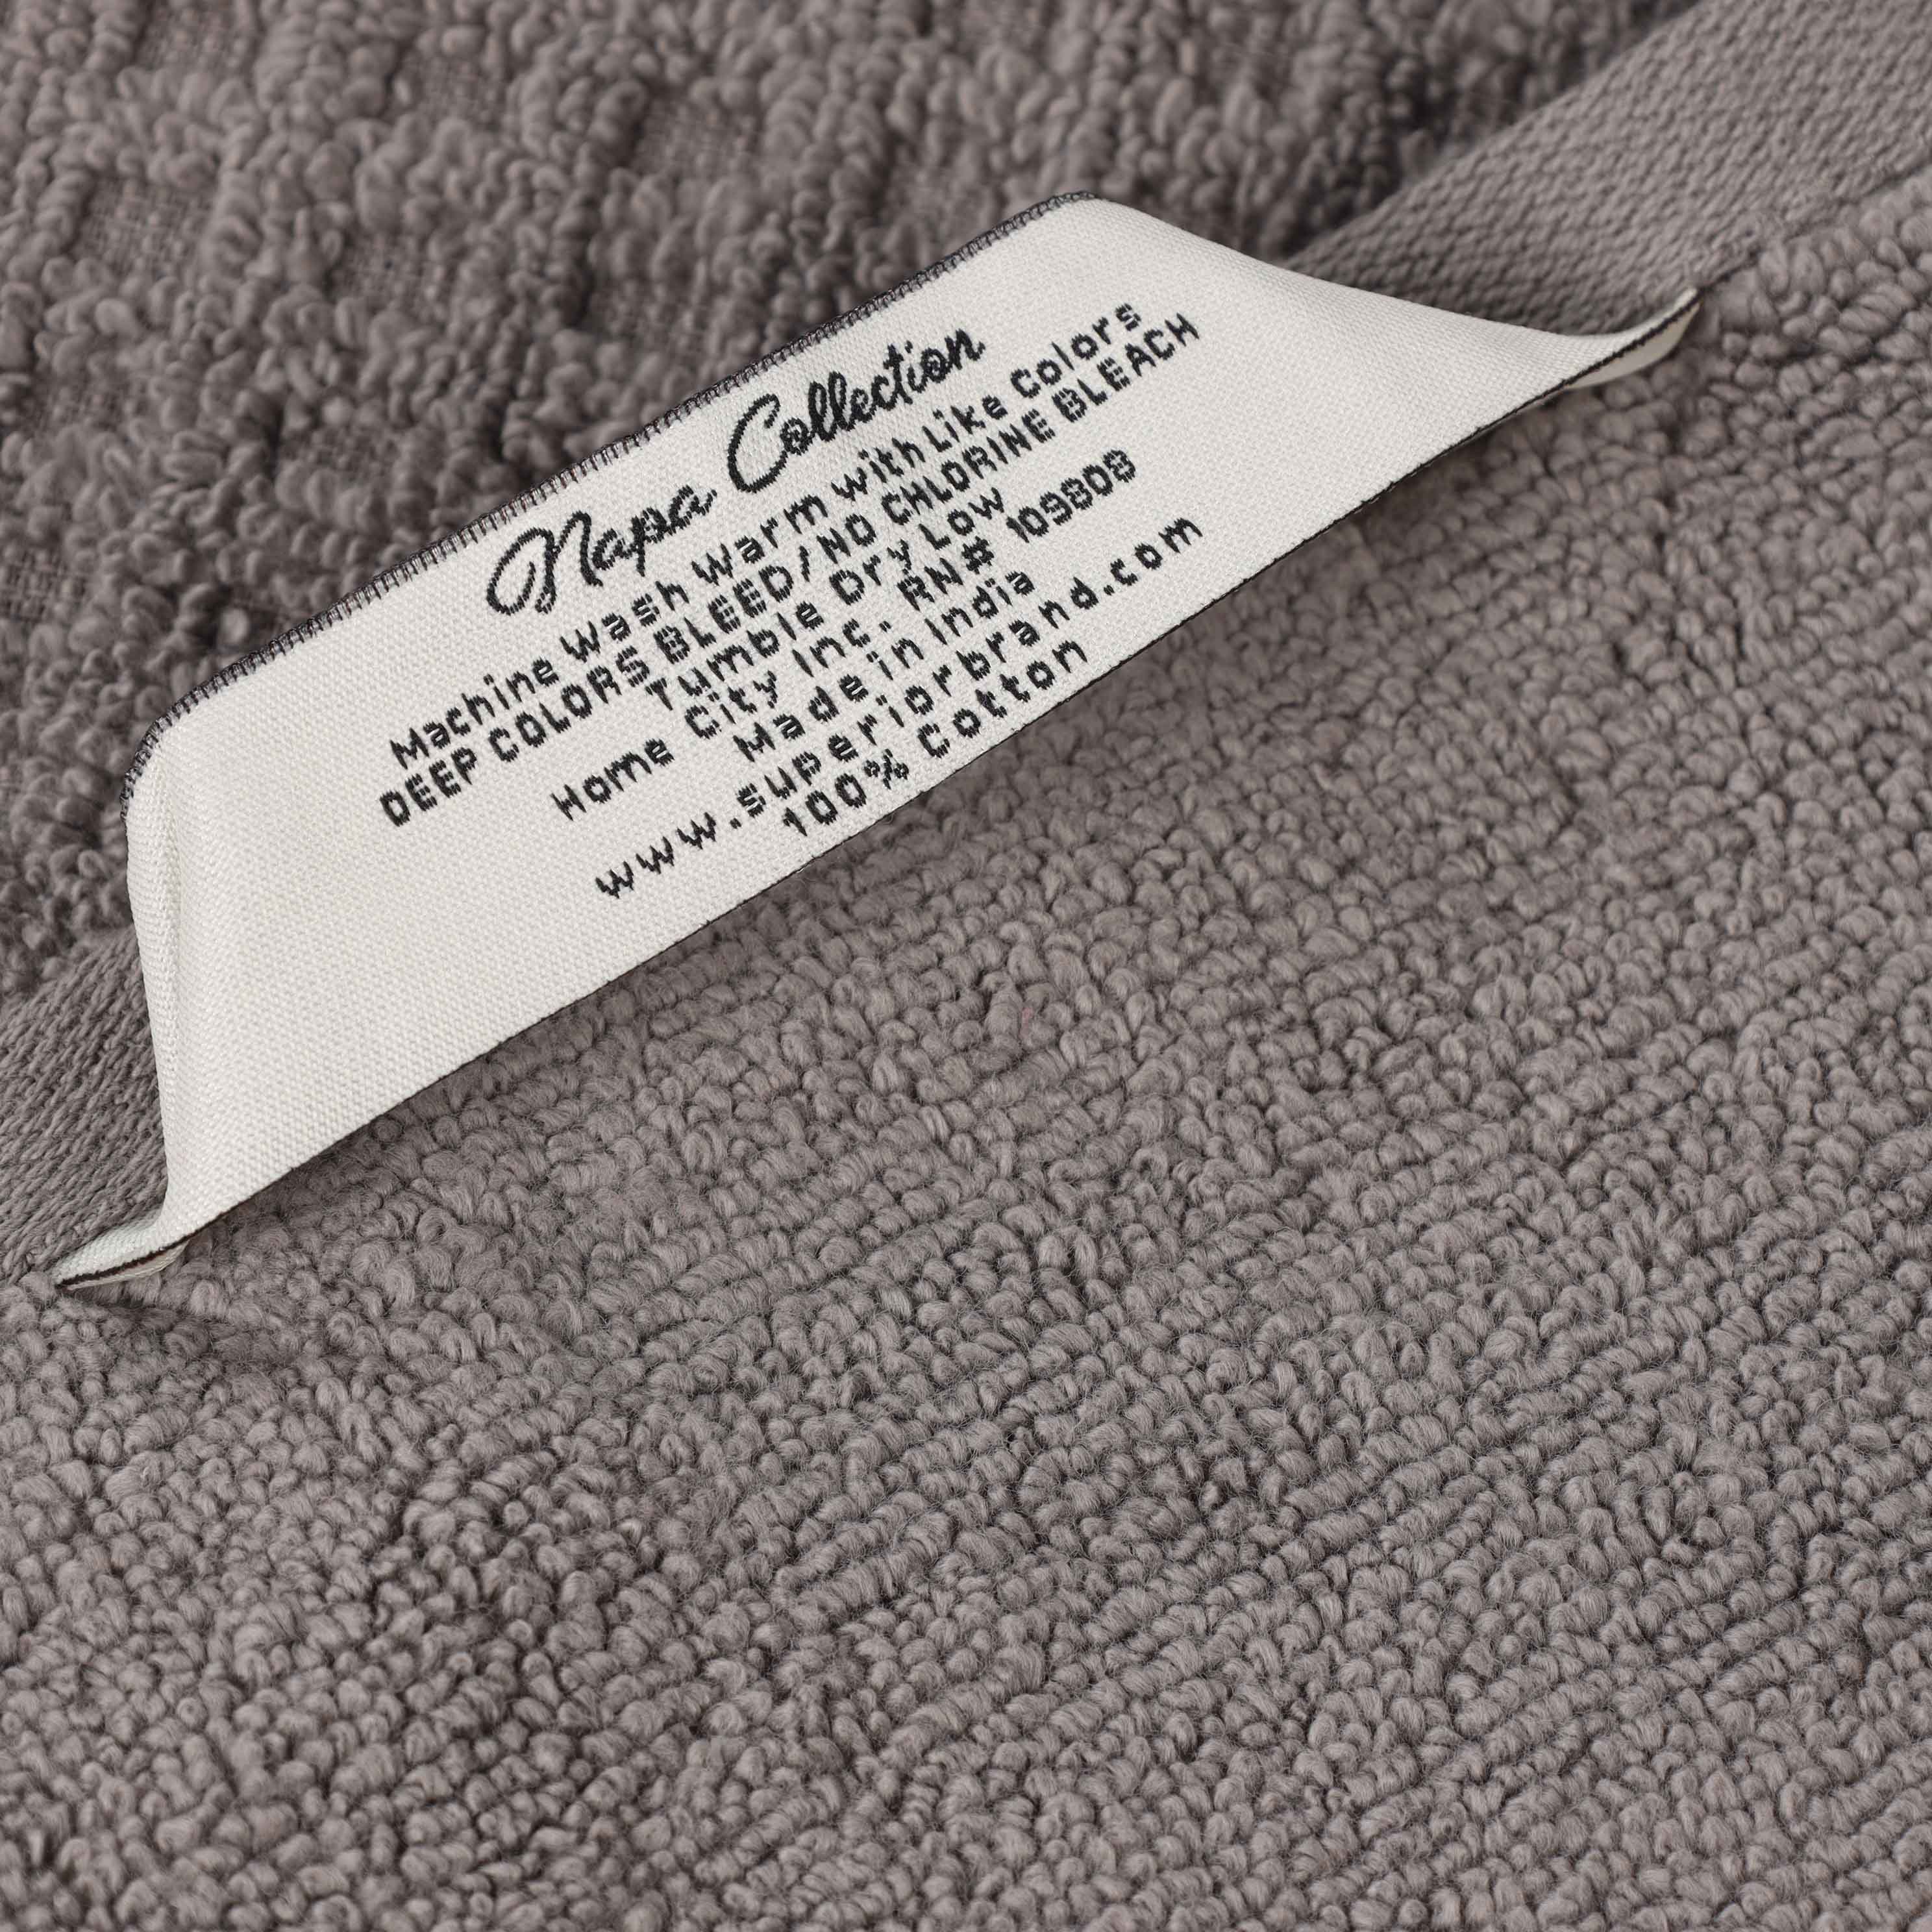 Napa Collection
Machine Wash Warm with Like Colors
DEEP COLORS BLEED/NO CHLORINE BLEACH
Tumble Dry Low
Home City Inc. RN# 109808
Made in India
www.superiorbrand.com
100% Cotton